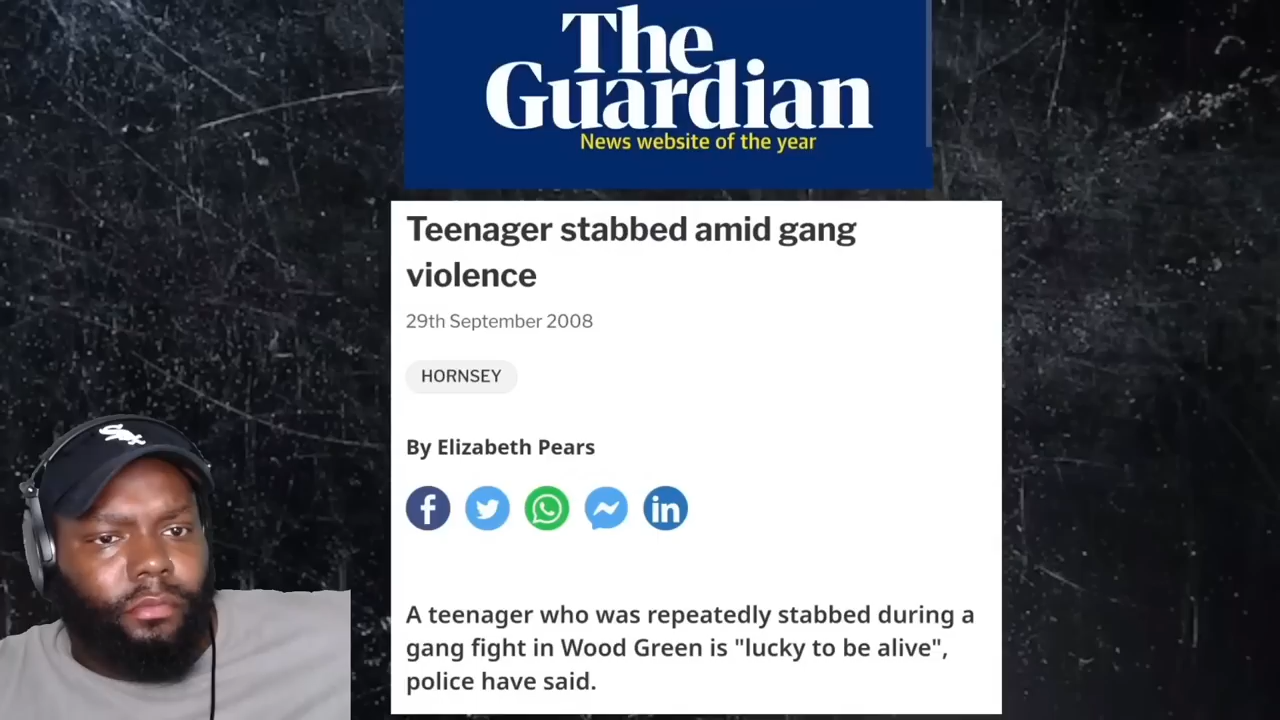 The
Guardian
News website of the year
Teenager stabbed amid gang
violence
29th September 2008
HORNSEY
By Elizabeth Pears
f
in
A teenager who was repeatedly stabbed during a
gang fight in Wood Green is "lucky to be alive",
police have said.
Sox